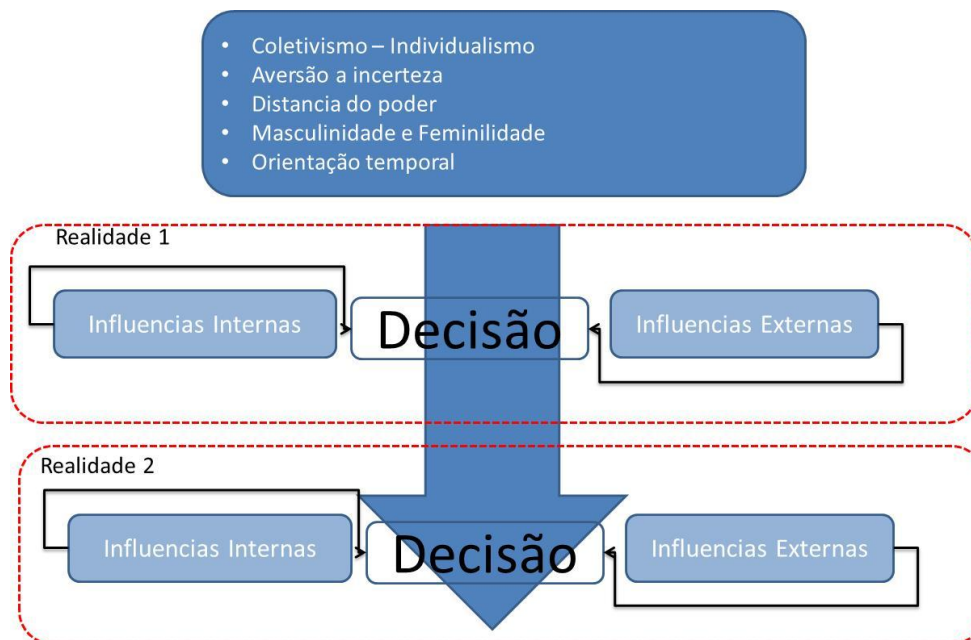 • Coletivismo – Individualismo
• Aversão a incerteza
• Distancia do poder
• Masculinidade e Feminilidade
• Orientação temporal
Realidade 1
Influencias Internas
Decisão
Influencias Externas
Realidade 2
Influencias Internas
Decisão
Influencias Externas